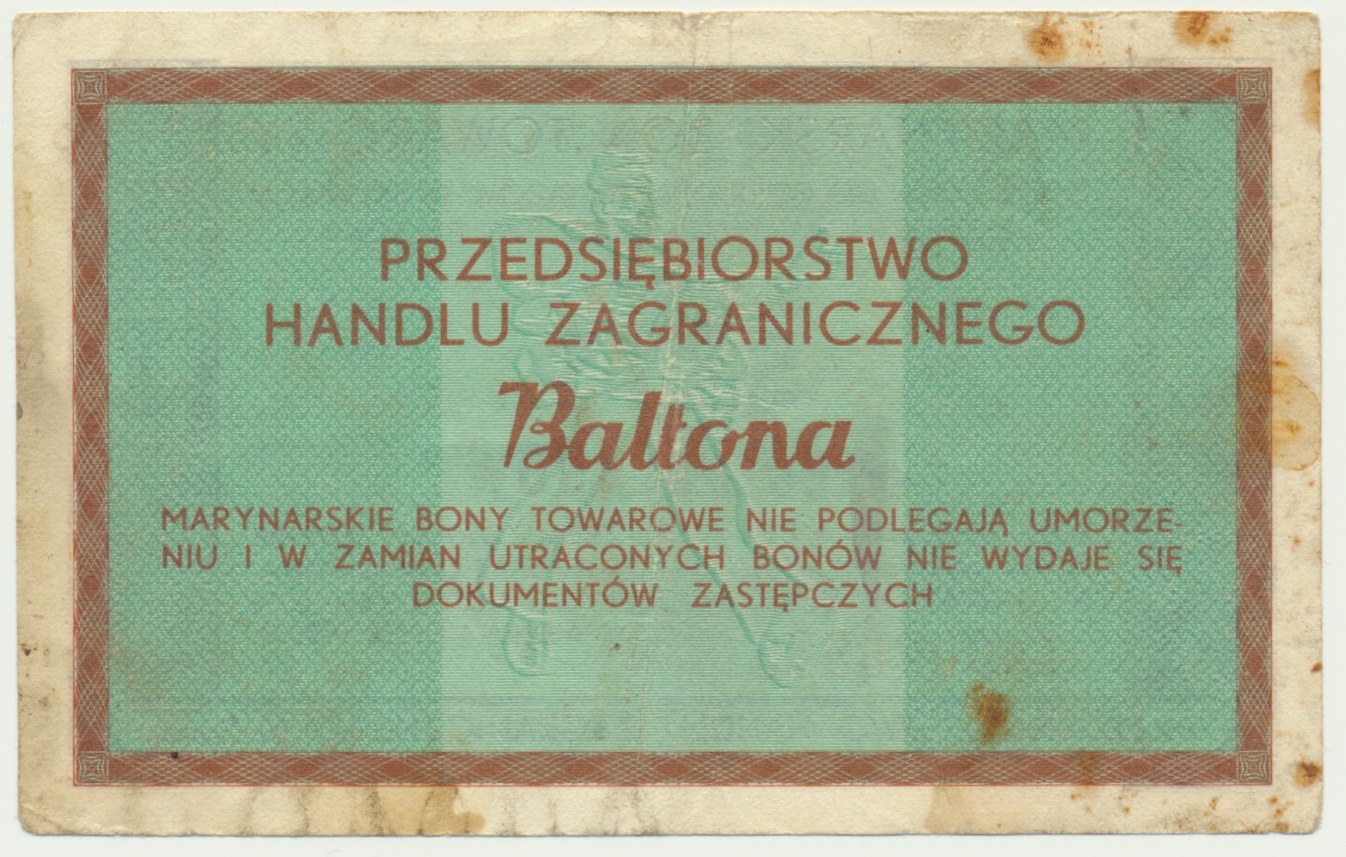 PRZEDSIĘBIORSTWO
HANDLU ZAGRANICZNEGO
Baltona
MARYNARSKIE BONY TOWAROWE NIE PODLEGAJĄ UMORZE-
NIU I W ZAMIAN UTRACONYCH BONÓW NIE WYDAJE SIĘ
DOKUMENTÓW ZASTĘPCZYCH